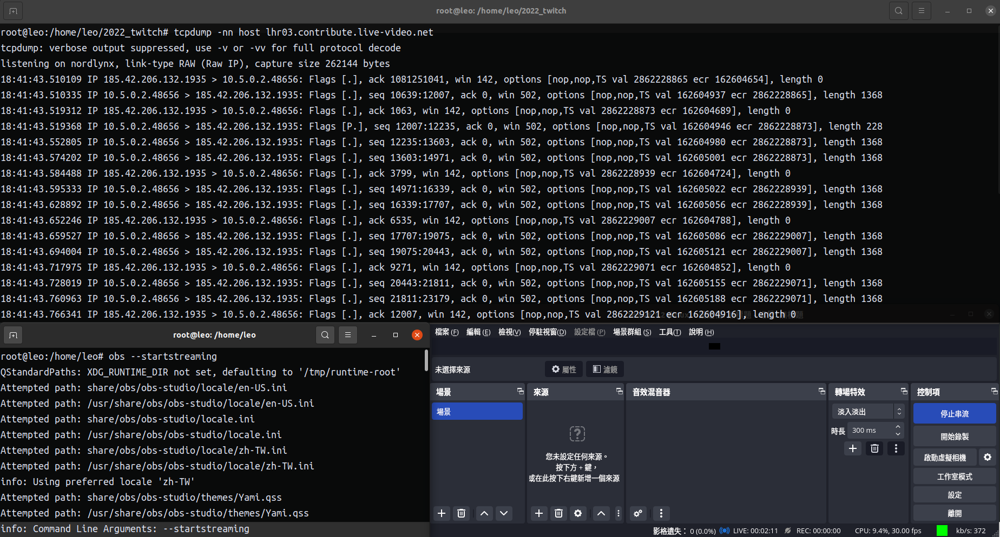 root@leo: /home/leo/2022_twitch
root@leo:/home/leo/2022_twitch# tcpdump -nn host lhr03.contribute.live-video.net
tcpdump: verbose output suppressed, use -v or -vv for full protocol decode
listening on nordlynx, link-type RAW (Raw IP), capture size 262144 bytes
18:41:43.510109 IP 185.42.206.132.1935 > 10.5.0.2.48656: Flags [.], ack 1081251041, win 142, options [nop,nop,TS val 2862228865 ecr 162604654], length 0
18:41:43.510335 IP 10.5.0.2.48656 > 185.42.206.132.1935: Flags [.], seq 10639:12007, ack 0, win 502, options [nop,nop,TS val 162604937 ecr 2862228865], length 1368
18:41:43.519312 IP 185.42.206.132.1935 > 10.5.0.2.48656: Flags [.], ack 1063, win 142, options [nop,nop,TS val 2862228873 ecr 162604689], length 0
18:41:43.519368 IP 10.5.0.2.48656 > 185.42.206.132.1935: Flags [P.], seq 12007:12235, ack 0, win 502, options [nop,nop,TS val 162604946 ecr 2862228873], length 228
18:41:43.552805 IP 10.5.0.2.48656 > 185.42.206.132.1935: Flags [.], seq 12235:13603, ack 0, win 502, options [nop,nop,TS val 162604980 ecr 2862228873], length 1368
18:41:43.574202 IP 10.5.0.2.48656 > 185.42.206.132.1935: Flags [.], seq 13603:14971, ack 0, win 502, options [nop,nop,TS val 162605001 ecr 2862228873], length 1368
18:41:43.584488 IP 185.42.206.132.1935 > 10.5.0.2.48656: Flags [.], ack 3799, win 142, options [nop,nop,TS val 2862228939 ecr 162604724], length 0
18:41:43.595333 IP 10.5.0.2.48656 > 185.42.206.132.1935: Flags [.], seq 14971:16339, ack 0, win 502, options [nop,nop,TS val 162605022 ecr 2862228939], length 1368
18:41:43.628892 IP 10.5.0.2.48656 > 185.42.206.132.1935: Flags [.], seq 16339:17707, ack 0, win 502, options [nop,nop,TS val 162605056 ecr 2862228939], length 1368
18:41:43.652246 IP 185.42.206.132.1935 > 10.5.0.2.48656: Flags [.], ack 6535, win 142, options [nop,nop,TS val 2862229007 ecr 162604788], length 0
18:41:43.659527 IP 10.5.0.2.48656 > 185.42.206.132.1935: Flags [.], seq 17707:19075, ack 0, win 502, options [nop,nop,TS val 162605086 ecr 2862229007], length 1368
18:41:43.694004 IP 10.5.0.2.48656 > 185.42.206.132.1935: Flags [.], seq 19075:20443, ack 0, win 502, options [nop,nop,TS val 162605121 ecr 2862229007], length 1368
18:41:43.717975 IP 185.42.206.132.1935 > 10.5.0.2.48656: Flags [.], ack 9271, win 142, options [nop,nop,TS val 2862229071 ecr 162604852], length 0
18:41:43.728019 IP 10.5.0.2.48656 > 185.42.206.132.1935: Flags [.], seq 20443:21811, ack 0, win 502, options [nop,nop,TS val 162605155 ecr 2862229071], length 1368
18:41:43.760963 IP 10.5.0.2.48656 > 185.42.206.132.1935: Flags [.], seq 21811:23179, ack 0, win 502, options [nop,nop,TS val 162605188 ecr 2862229071], length 1368
18:41:43.766341 IP 185.42.206.132.1935 > 10.5.0.2.48656: Flags [.], ack 12007, win 142, options [nop,nop,TS val 2862229121 ecr 162604916], length 0
root@leo: /home/leo
root@leo:/home/leo# obs --startstreaming
QStandardPaths: XDG_RUNTIME_DIR not set, defaulting to '/tmp/runtime-root'
Attempted path: share/obs/obs-studio/locale/en-US.ini
Attempted path: /usr/share/obs/obs-studio/locale/en-US.ini
Attempted path: share/obs/obs-studio/locale.ini
Attempted path: /usr/share/obs/obs-studio/locale.ini
Attempted path: share/obs/obs-studio/locale/zh-TW.ini
Attempted path: /usr/share/obs/obs-studio/locale/zh-TW.ini
info: Using preferred locale 'zh-TW'
Attempted path: share/obs/obs-studio/themes/Yami.qss
Attempted path: /usr/share/obs/obs-studio/themes/Yami.qss
info: Command Line Arguments: --startstreaming
檔案 (F) 編輯 (E) 檢視(V) 停駐視窗(D) 設定檔 (P) 場景群組 (S) 工具(T) 說明 (H)
未選擇來源 屬性 濾鏡
場景
場景
來源
您未設定任何來源。
按下方 + 鍵，
或在此按下右鍵新增一個來源
音效混音器
轉場特效
淡入淡出
時長 300 ms
控制項
停止串流
開始錄製
啟動虛擬相機
工作室模式
設定
離開
影格遺失： 0 (0.0%) LIVE: 00:02:11 REC: 00:00:00 CPU: 9.4%, 30.00 fps kb/s: 372